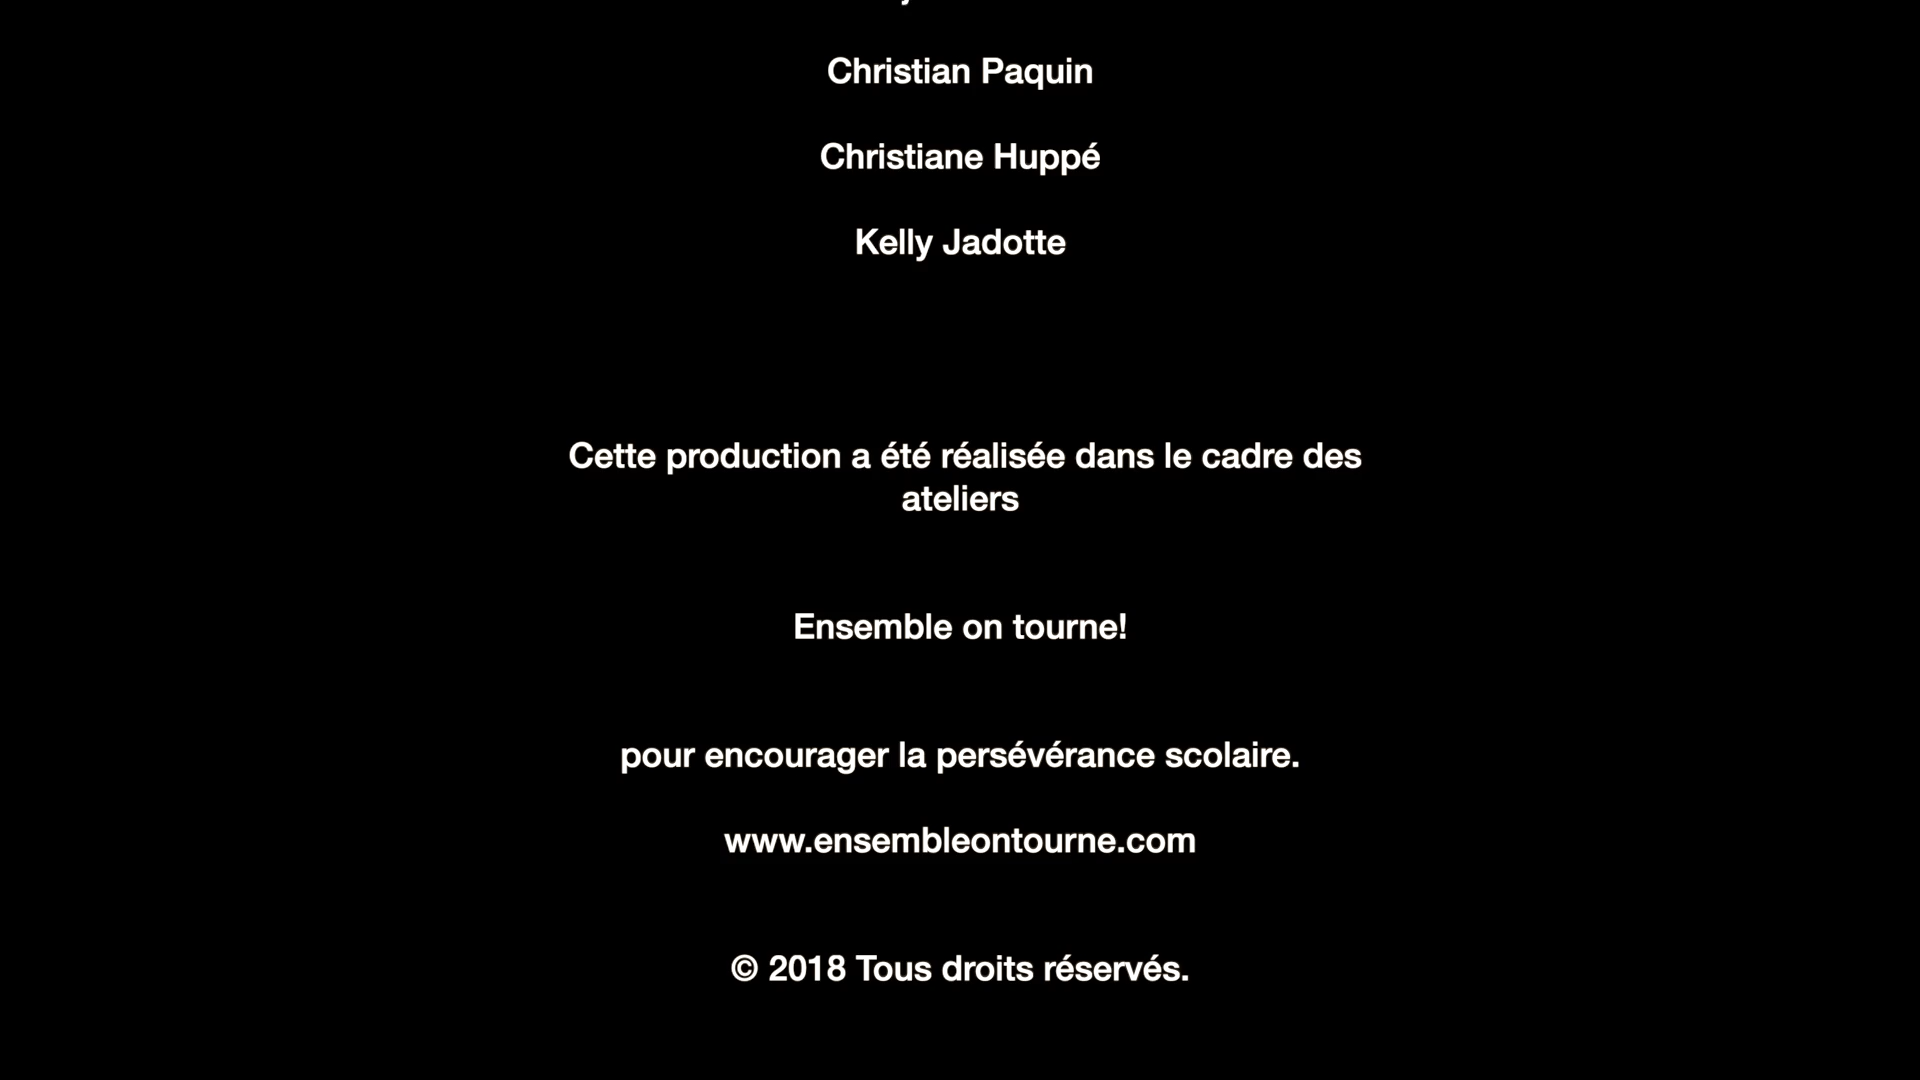 Christian Paquin
Christiane Huppé
Kelly Jadotte
Cette production a été réalisée dans le cadre des
ateliers
Ensemble on tourne!
pour encourager la persévérance scolaire.
www.ensembleontourne.com
© 2018 Tous droits réservés.